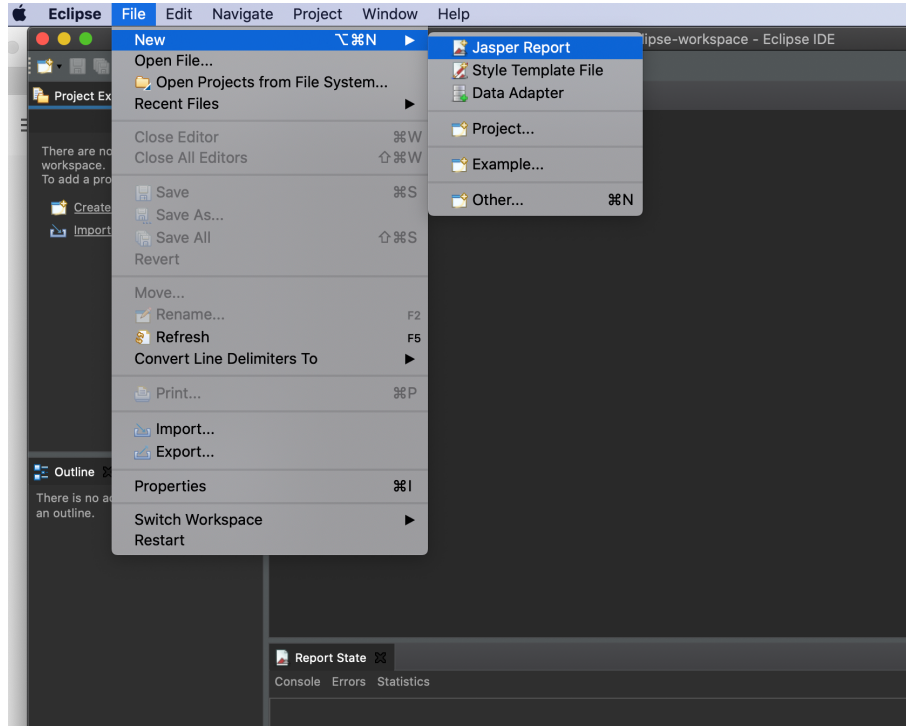 Eclipse File Edit Navigate Project Window Help
lipse-workspace - Eclipse IDE
New ⌥⌘N ▶
Open File...
Open Projects from File System...
Recent Files ▶
Close Editor ⌘W
Close All Editors ⇧⌘W
Save ⌘S
Save As...
Save All ⇧⌘S
Revert
Move...
Rename... F2
Refresh F5
Convert Line Delimiters To ▶
Print... ⌘P
Import...
Export...
Properties ⌘I
Switch Workspace ▶
Restart
Jasper Report
Style Template File
Data Adapter
Project...
Example...
Other... ⌘N
Project Ex
There are no
workspace.
To add a pro
Create
Import
Outline
There is no a
an outline.
Report State
Console Errors Statistics